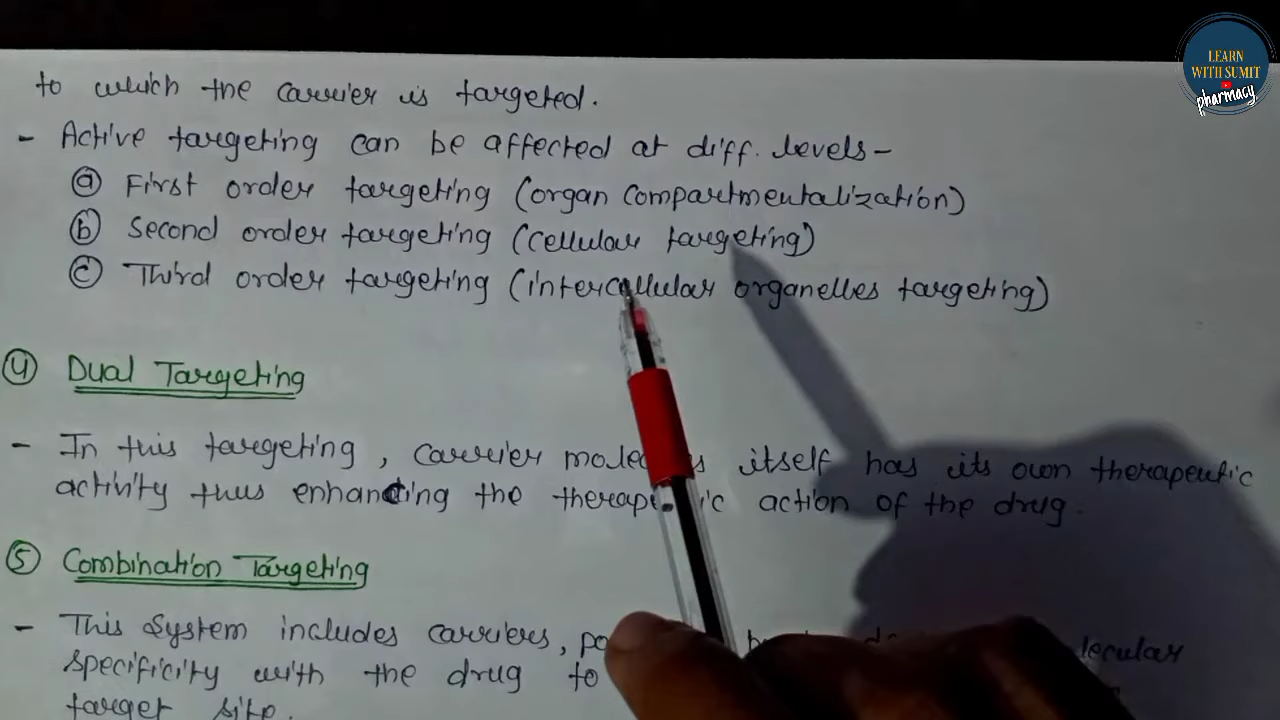 LEARN
WITH SUMIT
pharmacy
to which the carrier is targeted.
- Active targeting can be affected at diff. levels-
ⓐ First order targeting (organ compartmentalization)
ⓑ Second order targeting (cellular targeting)
ⓒ Third order targeting (intercellular organelles targeting)
④ Dual Targeting
- In this targeting, carrier itself has its own therapeutic
activity thus enhancing the action of the drug.
⑤ Combination Targeting
- This System includes carriers,
specificity with the drug to
target site.